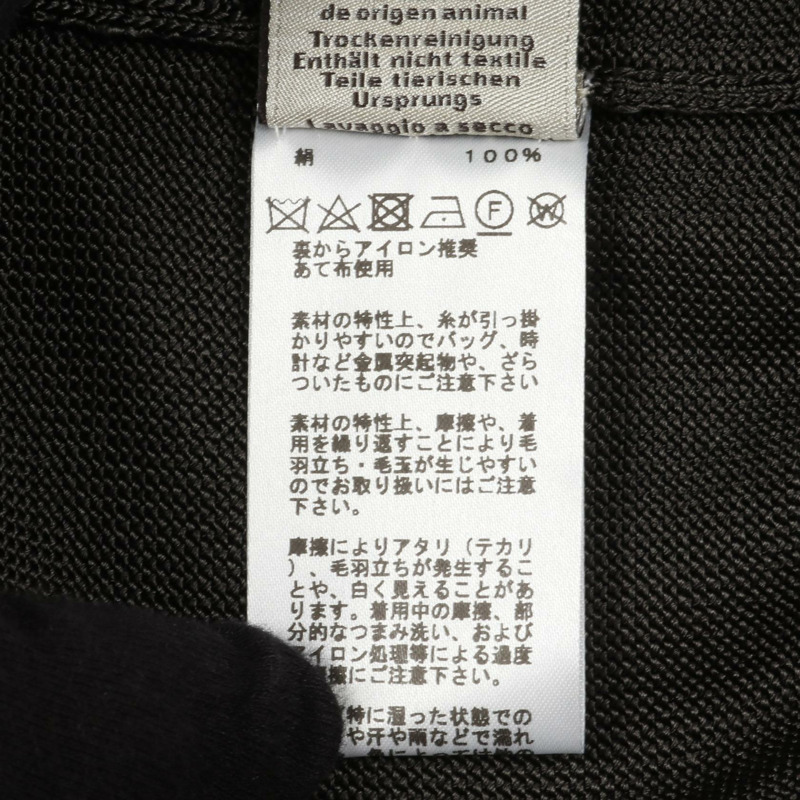 de origen animal
Trockenreinigung
Enthält nicht textile
Teile tierischen
Ursprungs
Lavaggio a secco
絹 100%
F W
裏からアイロン推奨
あて布使用
素材の特性上、糸が引っ掛
かりやすいのでバッグ、時
計など金属突起物や、ざら
ついたものにご注意下さい
素材の特性上、摩擦や、着
用を繰り返すことにより毛
羽立ち・毛玉が生じやすい
のでお取り扱いにはご注意
下さい。
摩擦によりアタリ（テカリ
）、毛羽立ちが発生するこ
とや、白く見えることがあ
ります。着用中の摩擦、部
分的なつまみ洗い、および
アイロン処理等による過度
擦にご注意下さい。
特に湿った状態での
や汗や雨などで濡れ